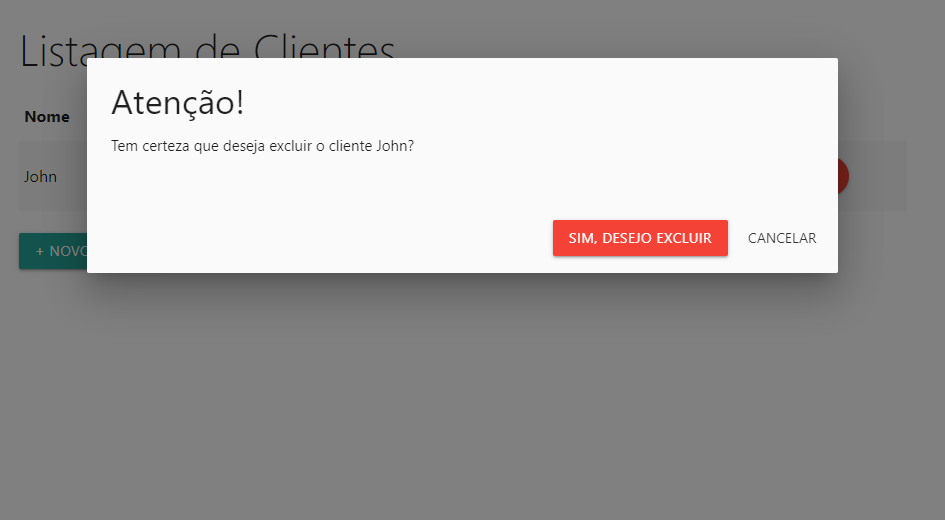 Listagem de Clientes
Atenção!
Nome
Tem certeza que deseja excluir o cliente John?
John
SIM, DESEJO EXCLUIR CANCELAR
+ NOVO